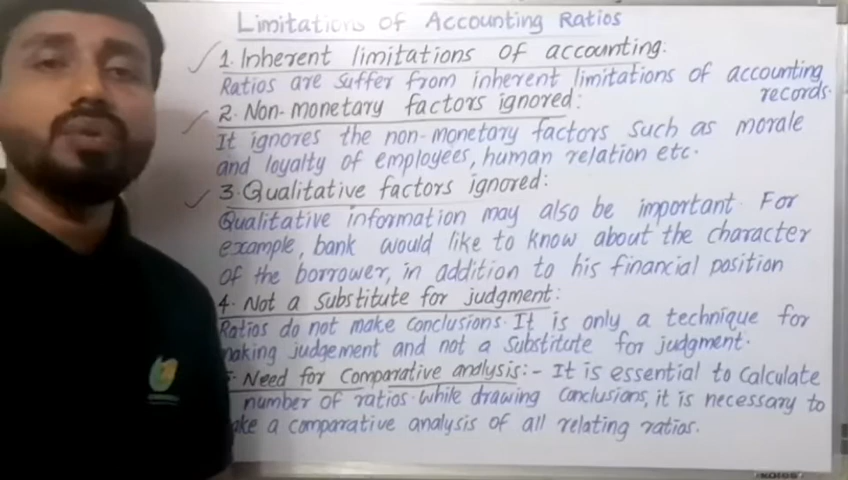 Limitations of Accounting Ratios
1. Inherent limitations of accounting:
Ratios are suffer from inherent limitations of accounting
records.
2. Non-monetary factors ignored:
It ignores the non-monetary factors such as morale
and loyalty of employees, human relation etc.
3. Qualitative factors ignored:
Qualitative information may also be important. For
example, bank would like to know about the character
of the borrower, in addition to his financial position
4. Not a substitute for judgment:
Ratios do not make conclusions. It is only a technique for
making judgement and not a substitute for judgment.
5. Need for Comparative analysis:- It is essential to calculate
number of ratios. while drawing conclusions, it is necessary to
make a comparative analysis of all relating ratios.